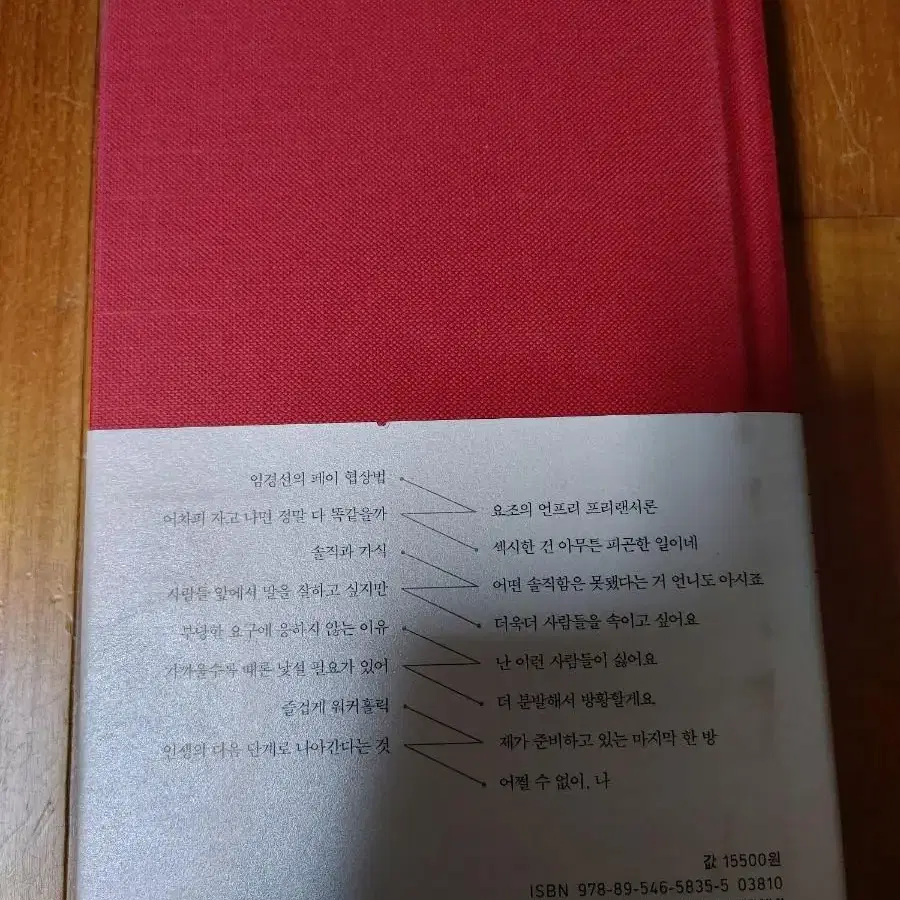 임경선의 페이 협상법
요조의 언프리 프리랜서론
어차피 자고 나면 정말 다 똑같을까
섹시한 건 아무튼 피곤한 일이네
솔직과 가식
어떤 솔직함은 못됐다는 거 언니도 아시죠
사람들 앞에서 말을 잘하고 싶지만
더욱더 사람들을 속이고 싶어요
부당한 요구에 응하지 않는 이유
난 이런 사람들이 싫어요
가까울수록 때론 낯설 필요가 있어
더 분발해서 방황할게요
즐겁게 워커홀릭
제가 준비하고 있는 마지막 한 방
인생의 다음 단계로 나아간다는 것
어쩔 수 없이, 나
값 15500원
ISBN 978-89-546-5835-5 03810